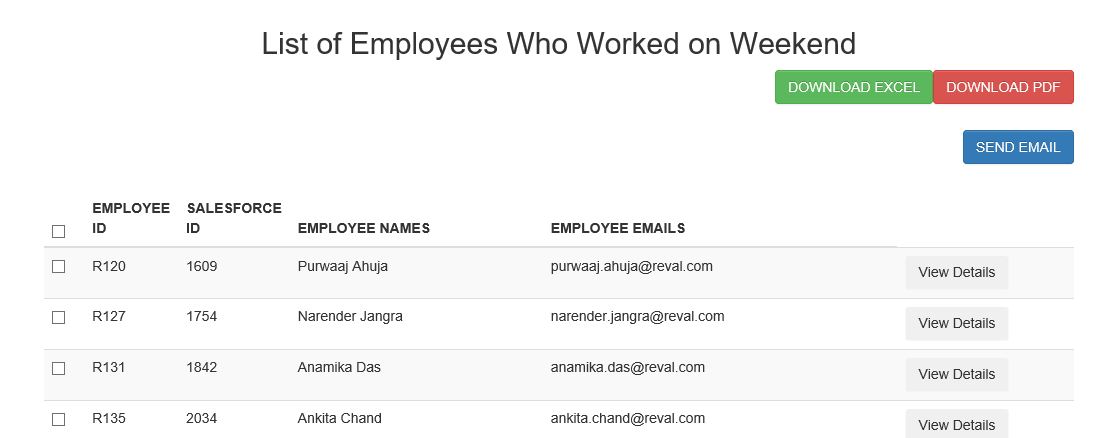 List of Employees Who Worked on Weekend
DOWNLOAD EXCEL DOWNLOAD PDF
SEND EMAIL
EMPLOYEE ID SALESFORCE ID EMPLOYEE NAMES EMPLOYEE EMAILS
R120 1609 Purwaaj Ahuja purwaaj.ahuja@reval.com View Details
R127 1754 Narender Jangra narender.jangra@reval.com View Details
R131 1842 Anamika Das anamika.das@reval.com View Details
R135 2034 Ankita Chand ankita.chand@reval.com View Details